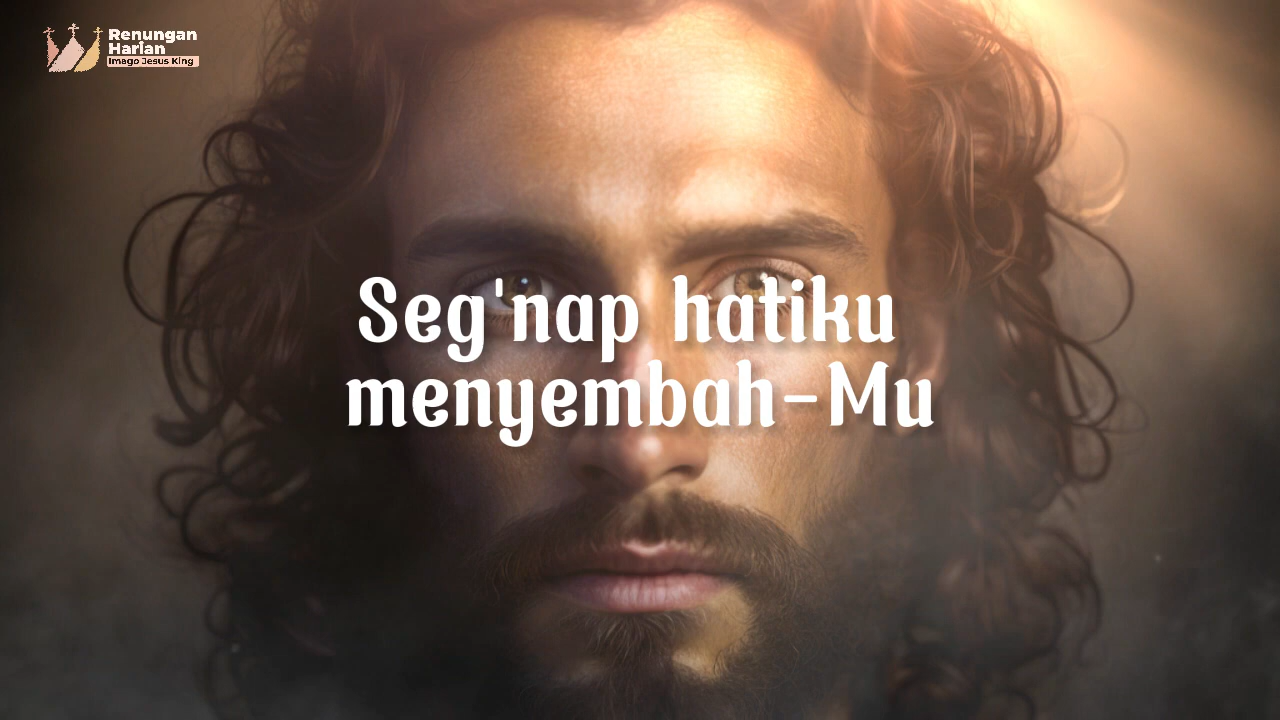 Renungan
Harian
Imago Jesus King
Seg'nap hatiku
menyembah-Mu